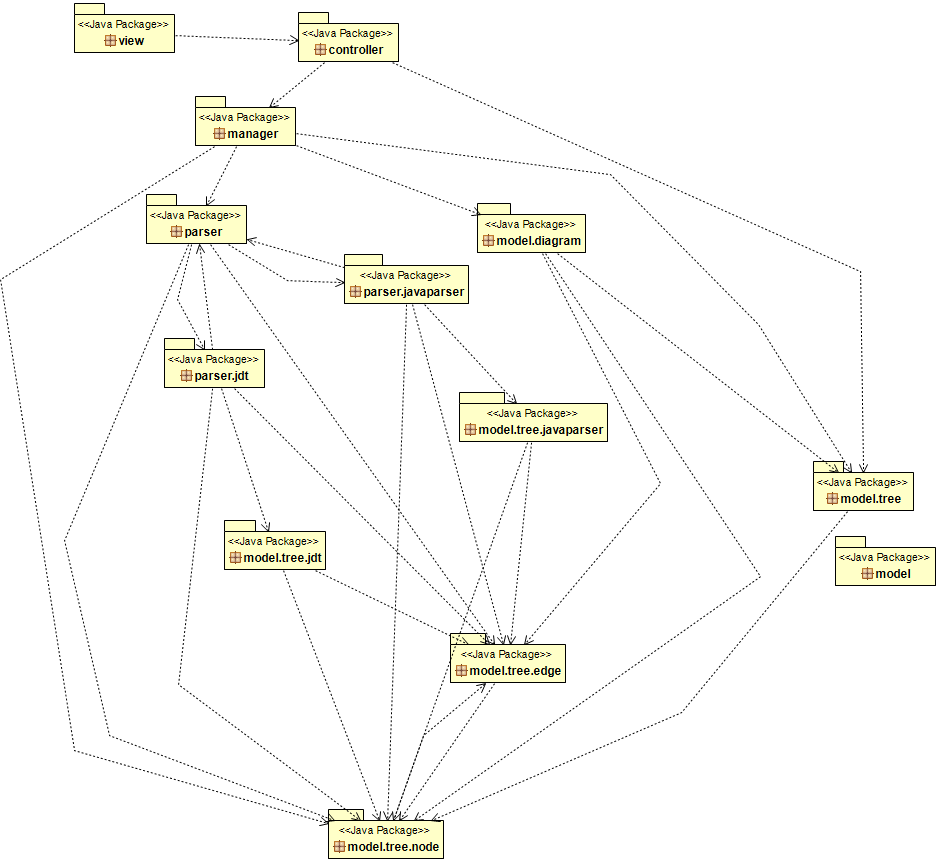 <<Java Package>>
view
<<Java Package>>
controller
<<Java Package>>
manager
<<Java Package>>
parser
<<Java Package>>
model.diagram
<<Java Package>>
parser.javaparser
<<Java Package>>
parser.jdt
<<Java Package>>
model.tree.javaparser
<<Java Package>>
model.tree
<<Java Package>>
model.tree.jdt
<<Java Package>>
model
<<Java Package>>
model.tree.edge
<<Java Package>>
model.tree.node